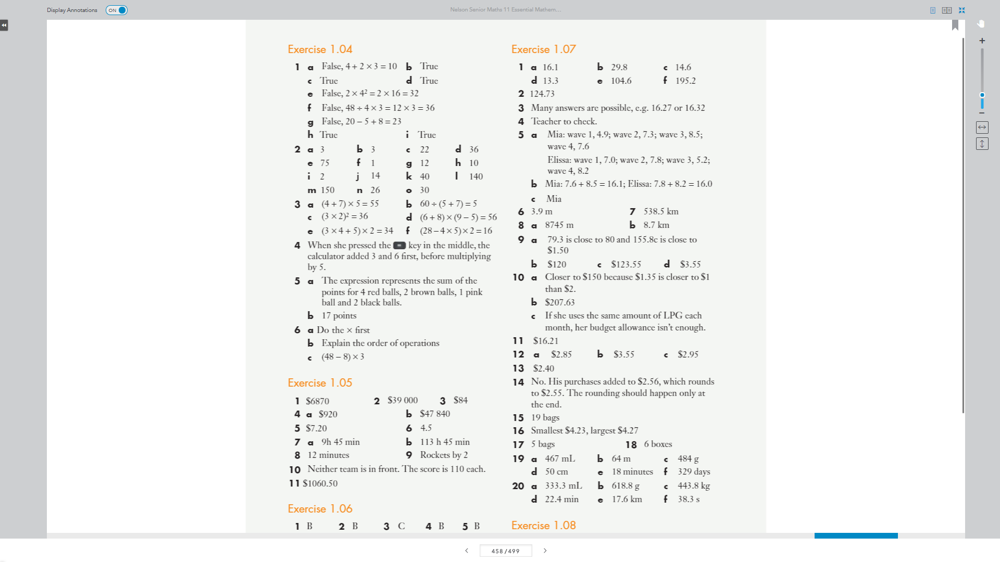 Display Annotations ON
Nelson Senior Maths 11 Essential Mathem...
Exercise 1.04
1 a False, 4 + 2 × 3 = 10 b True
c True d True
e False, 2 × 4² = 2 × 16 = 32
f False, 48 ÷ 4 × 3 = 12 × 3 = 36
g False, 20 – 5 + 8 = 23
h True i True
2 a 3 b 3 c 22 d 36
e 75 f 1 g 12 h 10
i 2 j 14 k 40 l 140
m 150 n 26 o 30
3 a (4 + 7) × 5 = 55 b 60 ÷ (5 + 7) = 5
c (3 × 2)² = 36 d (6 + 8) × (9 – 5) = 56
e (3 × 4 + 5) × 2 = 34 f (28 – 4 × 5) × 2 = 16
4 When she pressed the = key in the middle, the
calculator added 3 and 6 first, before multiplying
by 5.
5 a The expression represents the sum of the
points for 4 red balls, 2 brown balls, 1 pink
ball and 2 black balls.
b 17 points
6 a Do the × first
b Explain the order of operations
c (48 – 8) × 3
Exercise 1.05
1 $6870 2 $39 000 3 $84
4 a $920 b $47 840
5 $7.20 6 4.5
7 a 9h 45 min b 113 h 45 min
8 12 minutes 9 Rockets by 2
10 Neither team is in front. The score is 110 each.
11 $1060.50
Exercise 1.06
1 B 2 B 3 C 4 B 5 B
Exercise 1.07
1 a 16.1 b 29.8 c 14.6
d 13.3 e 104.6 f 195.2
2 124.73
3 Many answers are possible, e.g. 16.27 or 16.32
4 Teacher to check.
5 a Mia: wave 1, 4.9; wave 2, 7.3; wave 3, 8.5;
wave 4, 7.6
Elissa: wave 1, 7.0; wave 2, 7.8; wave 3, 5.2;
wave 4, 8.2
b Mia: 7.6 + 8.5 = 16.1; Elissa: 7.8 + 8.2 = 16.0
c Mia
6 3.9 m 7 538.5 km
8 a 8745 m b 8.7 km
9 a 79.3 is close to 80 and 155.8c is close to
$1.50
b $120 c $123.55 d $3.55
10 a Closer to $150 because $1.35 is closer to $1
than $2.
b $207.63
c If she uses the same amount of LPG each
month, her budget allowance isn’t enough.
11 $16.21
12 a $2.85 b $3.55 c $2.95
13 $2.40
14 No. His purchases added to $2.56, which rounds
to $2.55. The rounding should happen only at
the end.
15 19 bags
16 Smallest $4.23, largest $4.27
17 5 bags 18 6 boxes
19 a 467 mL b 64 m c 484 g
d 50 cm e 18 minutes f 329 days
20 a 333.3 mL b 618.8 g c 443.8 kg
d 22.4 min e 17.6 km f 38.3 s
Exercise 1.08
458 / 499